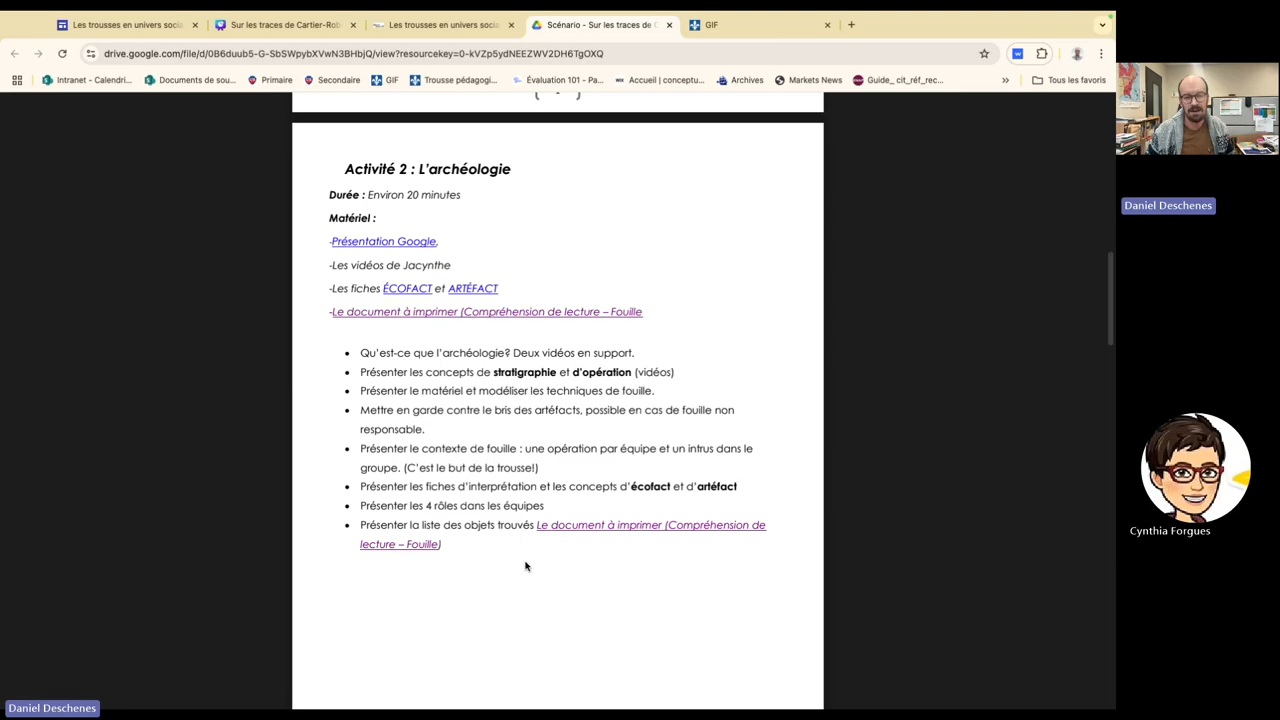 Les trousses en univers socia
Sur les traces de Cartier-Rob
Les trousses en univers socia
Scénario - Sur les traces de C
GIF
drive.google.com/file/d/0B6duub5-G-SbSWpybXVwN3BHbjQ/view?resourcekey=0-kVZp5ydNEEZWV2DH6TgOXQ
Intranet - Calendri...
Documents de sou...
Primaire
Secondaire
GIF
Trousse pédagogi...
Évaluation 101 - Pa...
Accueil | conceptu...
Archives
Markets News
Guide_ cit_réf_rec...
»
Tous les favoris
Activité 2 : L'archéologie
Durée : Environ 20 minutes
Matériel :
-Présentation Google,
-Les vidéos de Jacynthe
-Les fiches ÉCOFACT et ARTÉFACT
-Le document à imprimer (Compréhension de lecture – Fouille
• Qu'est-ce que l'archéologie? Deux vidéos en support.
• Présenter les concepts de stratigraphie et d'opération (vidéos)
• Présenter le matériel et modéliser les techniques de fouille.
• Mettre en garde contre le bris des artéfacts, possible en cas de fouille non
responsable.
• Présenter le contexte de fouille : une opération par équipe et un intrus dans le
groupe. (C'est le but de la trousse!)
• Présenter les fiches d'interprétation et les concepts d'écofact et d'artéfact
• Présenter les 4 rôles dans les équipes
• Présenter la liste des objets trouvés Le document à imprimer (Compréhension de
lecture – Fouille)
Daniel Deschenes
Cynthia Forgues
Daniel Deschenes